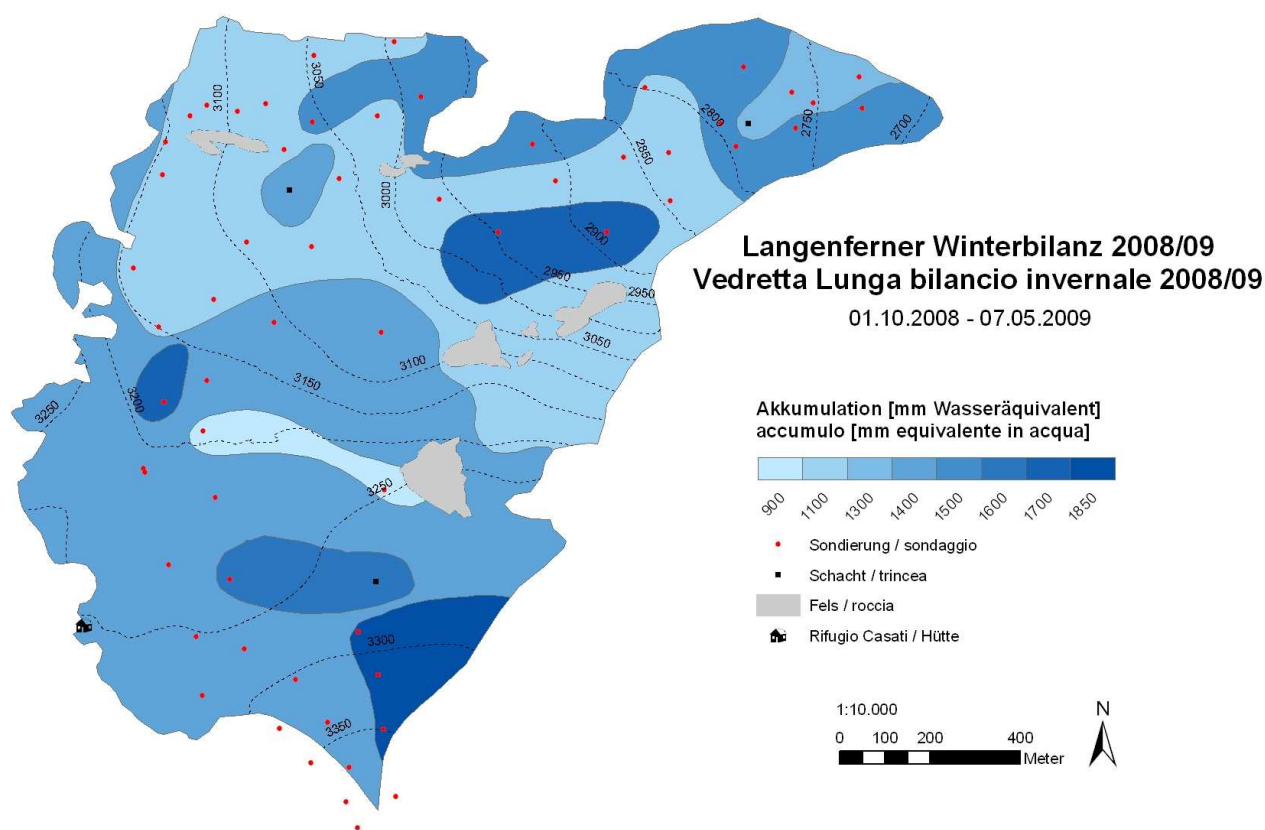 3100
3050
3000
2800
2750
2700
2850
2900
2950
2950
3050
3100
3150
3200
3250
3250
3300
3350
Langenferner Winterbilanz 2008/09
Vedretta Lunga bilancio invernale 2008/09
01.10.2008 - 07.05.2009
Akkumulation [mm Wasseräquivalent]
accumulo [mm equivalente in acqua]
900 1100 1300 1400 1500 1600 1700 1850
Sondierung / sondaggio
Schacht / trincea
Fels / roccia
Rifugio Casati / Hütte
1:10.000
N
0 100 200 400
Meter